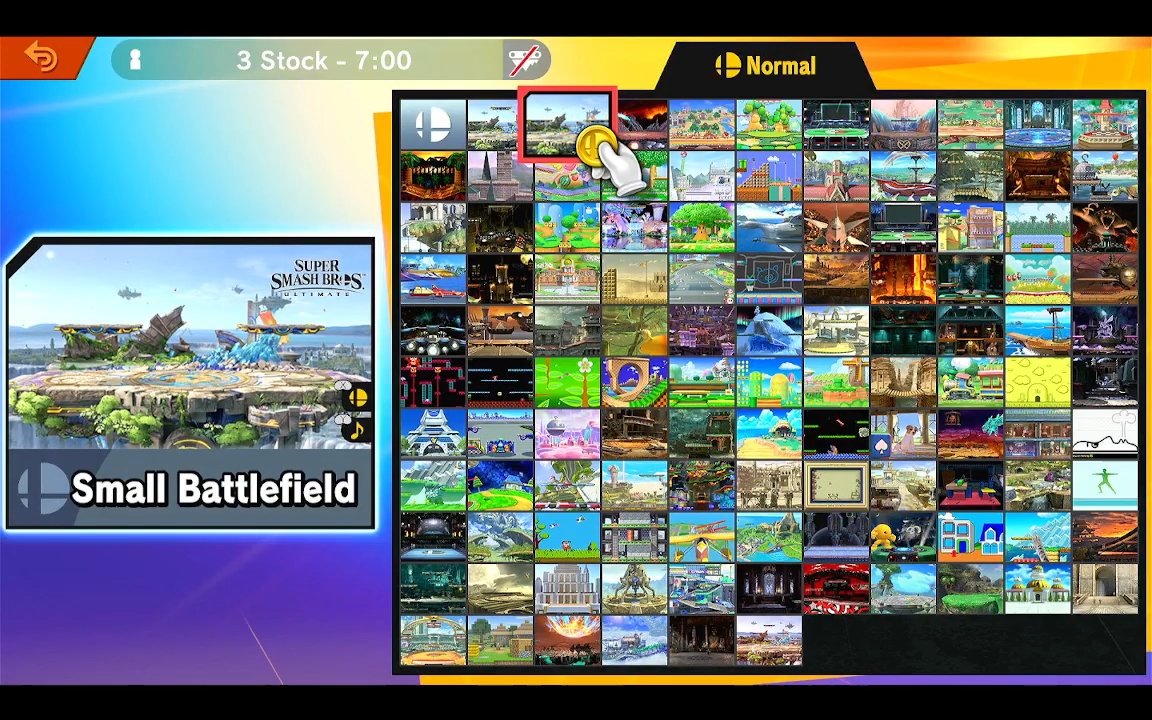 3 Stock - 7:00
Normal
SUPER
SMASH BROS.
ULTIMATE
Small Battlefield